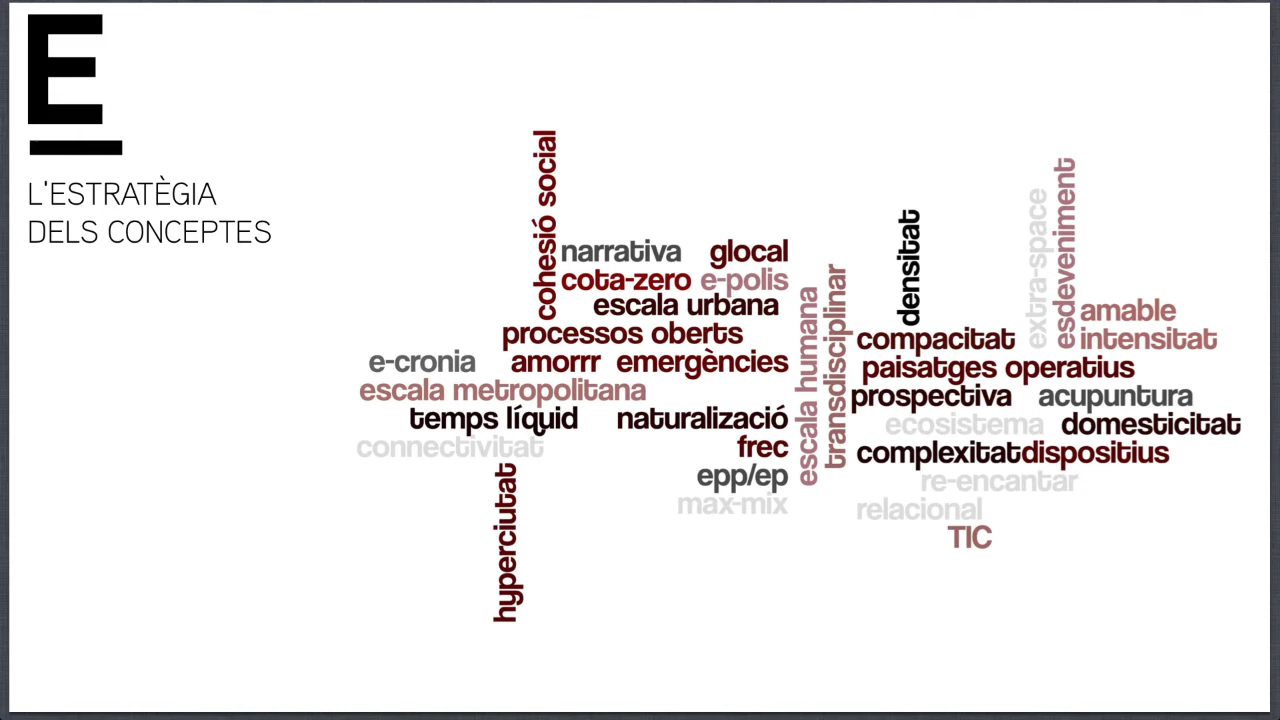 E
L'ESTRATÈGIA
DELS CONCEPTES
cohesió social
narrativa
glocal
cota-zero
e-polis
escala urbana
processos oberts
e-cronia
amorrr
emergències
escala metropolitana
temps líquid
naturalizació
connectivitat
frec
epp/ep
max-mix
hyperciutat
escala humana
transdisciplinar
densitat
extra-space
esdeveniment
amable
compacitat
intensitat
paisatges operatius
prospectiva
acupuntura
ecosistema
domesticitat
complexitat
dispositius
re-encantar
relacional
TIC